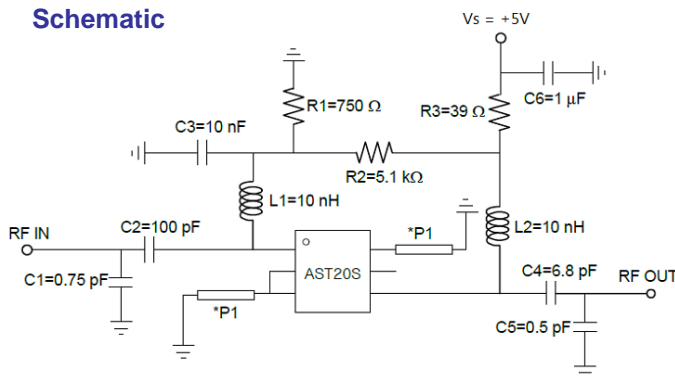 Schematic
Vs = +5V
R1=750 Ω
R3=39 Ω
C6=1 μF
C3=10 nF
R2=5.1 kΩ
L1=10 nH
*P1
L2=10 nH
RF IN
C2=100 pF
AST20S
C4=6.8 pF
RF OUT
C1=0.75 pF
*P1
C5=0.5 pF